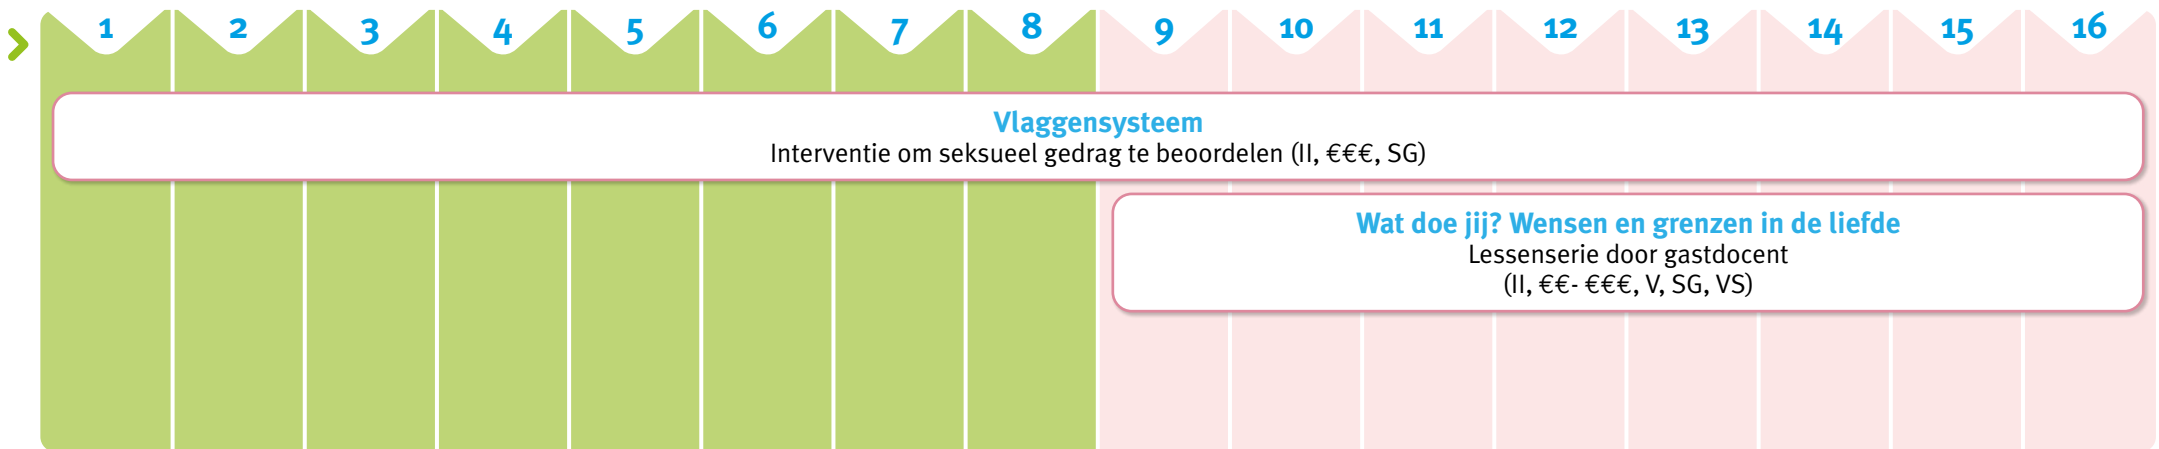 1 2 3 4 5 6 7 8 9 10 11 12 13 14 15 16
Vlaggensysteem
Interventie om seksueel gedrag te beoordelen (II, €€€, SG)
Wat doe jij? Wensen en grenzen in de liefde
Lessenserie door gastdocent
(II, €€- €€€, V, SG, VS)